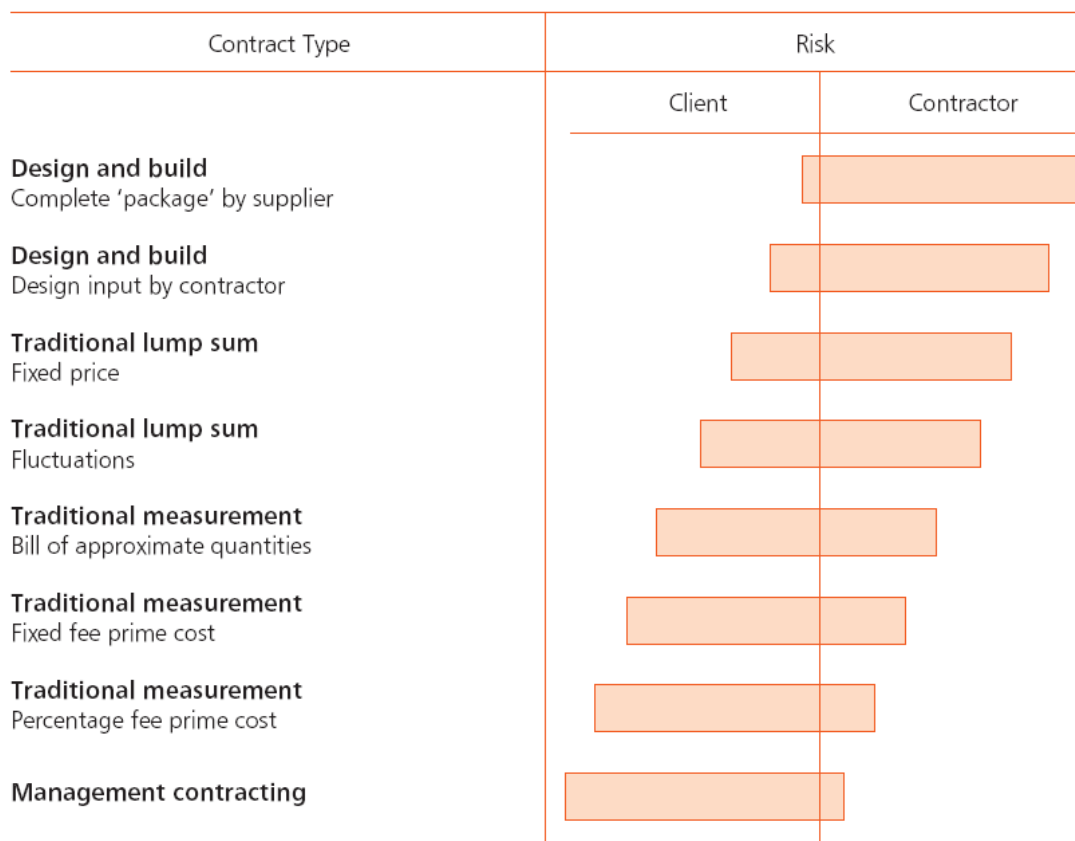 Contract Type
Risk
Client
Contractor
Design and build
Complete ‘package’ by supplier
Design and build
Design input by contractor
Traditional lump sum
Fixed price
Traditional lump sum
Fluctuations
Traditional measurement
Bill of approximate quantities
Traditional measurement
Fixed fee prime cost
Traditional measurement
Percentage fee prime cost
Management contracting